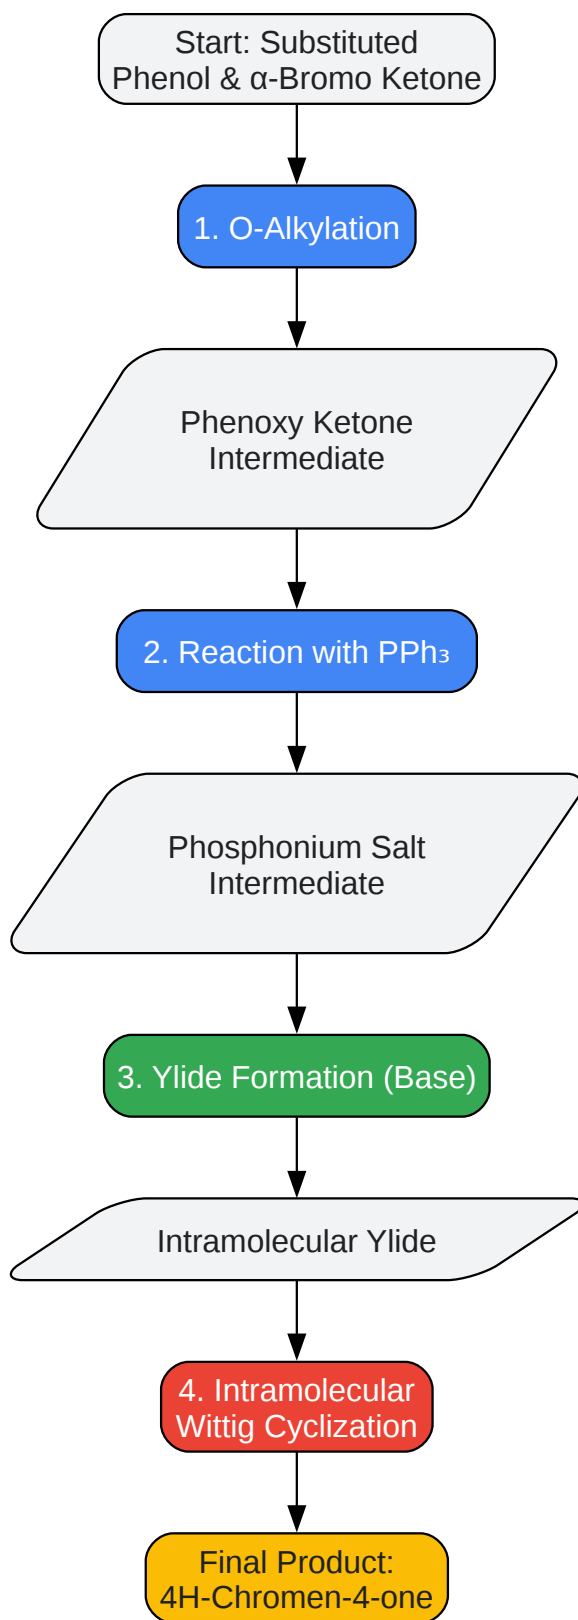 Start: Substituted
Phenol & α-Bromo Ketone
1. O-Alkylation
Phenoxy Ketone
Intermediate
2. Reaction with PPh₃
Phosphonium Salt
Intermediate
3. Ylide Formation (Base)
Intramolecular Ylide
4. Intramolecular
Wittig Cyclization
Final Product:
4H-Chromen-4-one